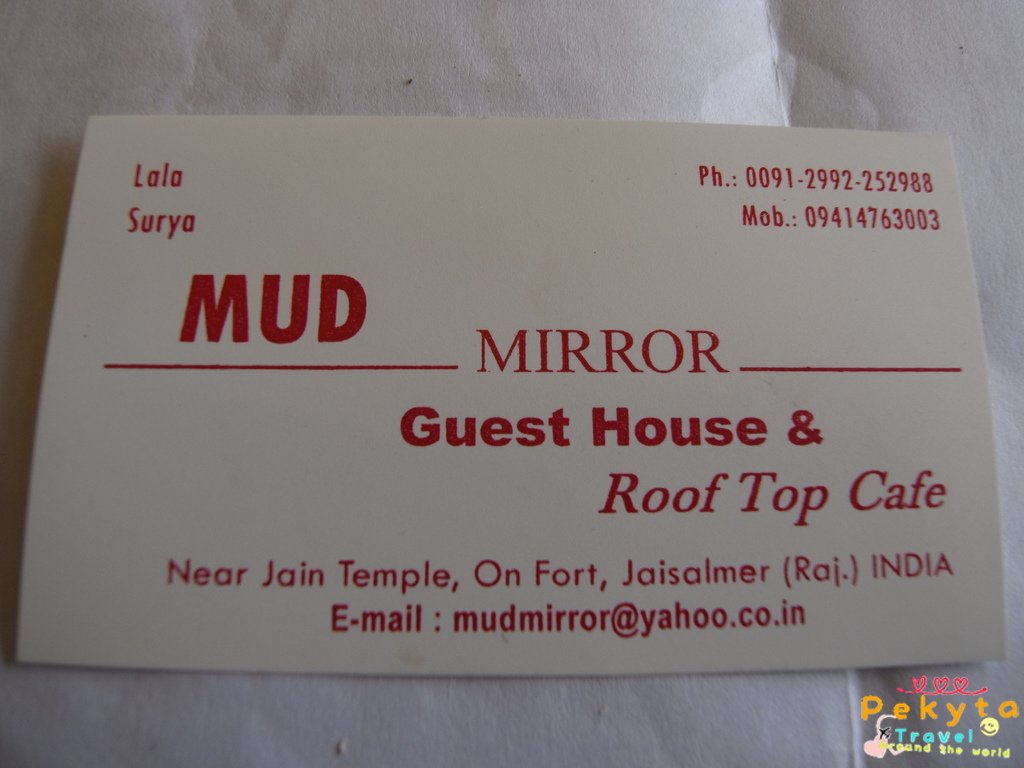 Lala
Surya
Ph.: 0091-2992-252988
Mob.: 09414763003
MUD
MIRROR
Guest House &
Roof Top Cafe
Near Jain Temple, On Fort, Jaisalmer (Raj.) INDIA
E-mail : mudmirror@yahoo.co.in
Pekyta
Travel
around the world